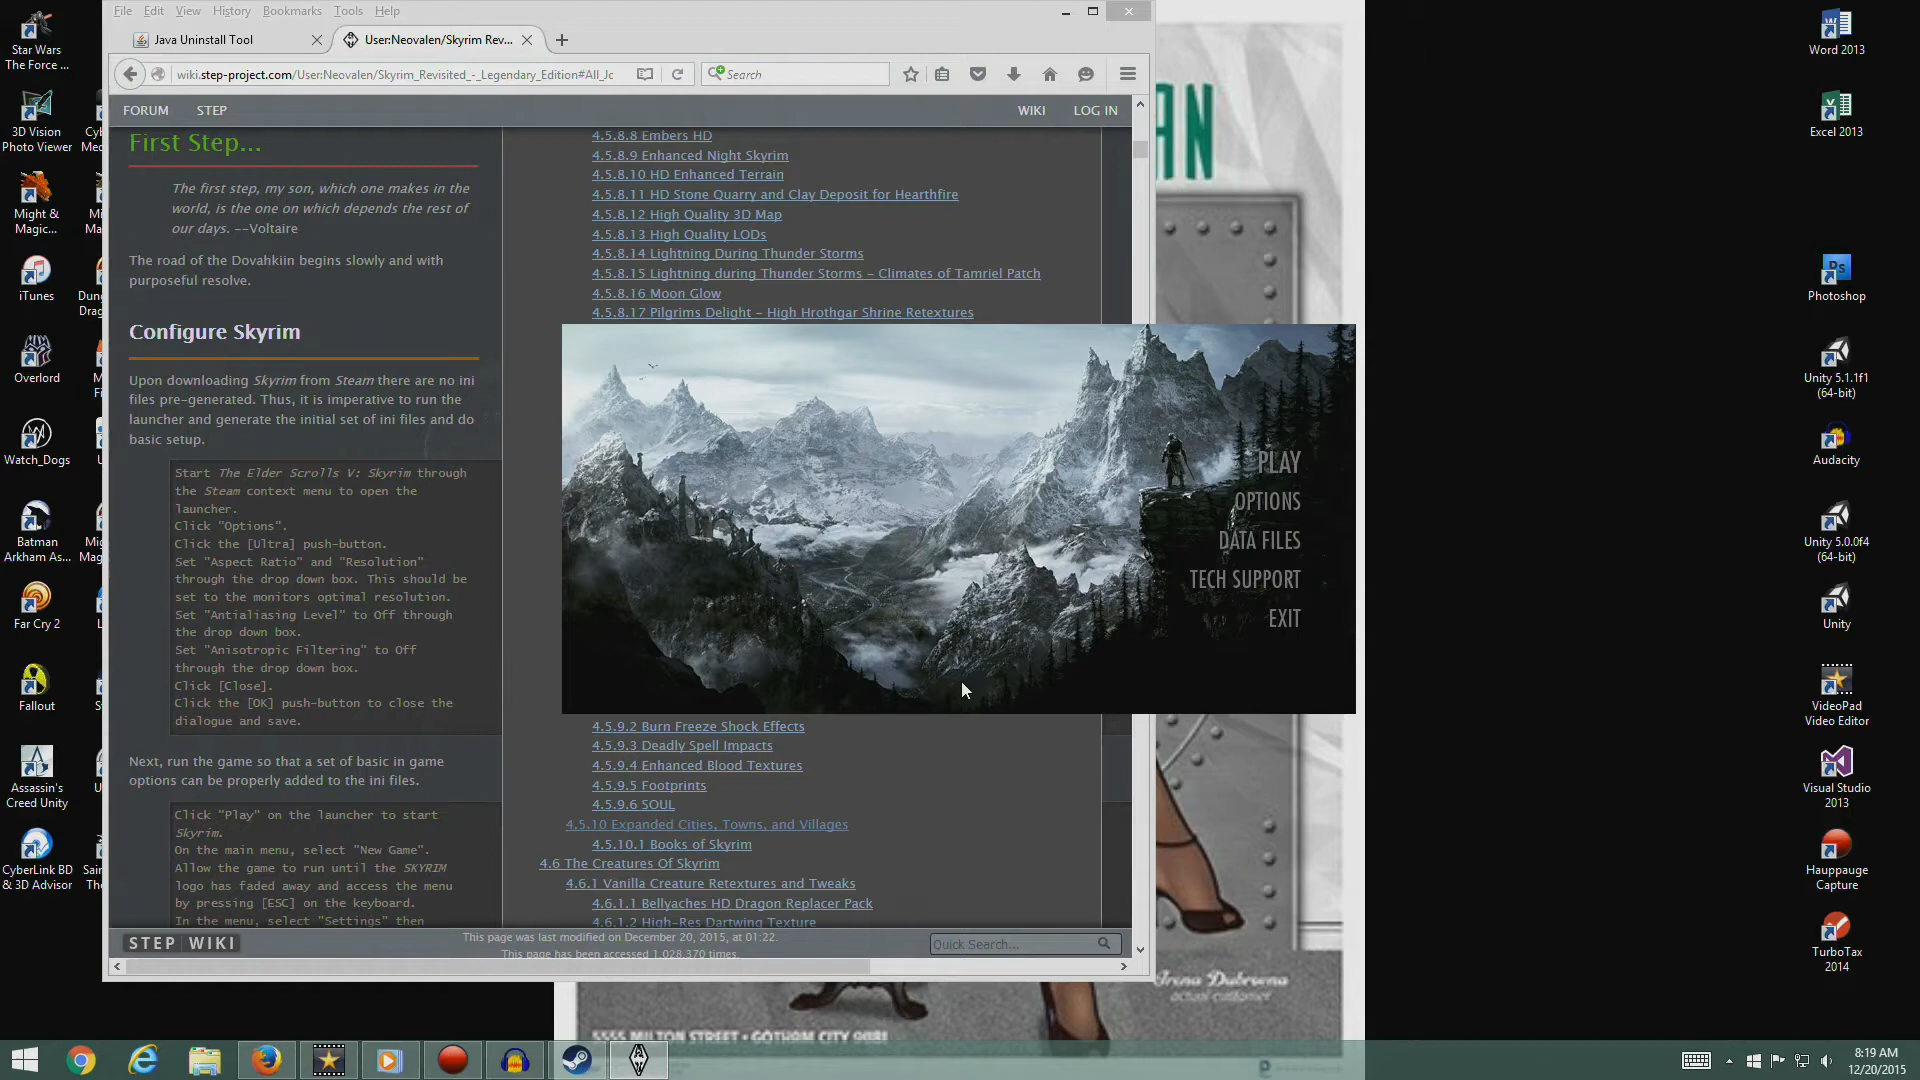 Star Wars
The Force ...
3D Vision
Photo Viewer
Might &
Magic...
iTunes
Overlord
Watch_Dogs
Batman
Arkham As...
Far Cry 2
Fallout
Assassin's
Creed Unity
CyberLink BD
& 3D Advisor
File Edit View History Bookmarks Tools Help
Java Uninstall Tool
User:Neovalen/Skyrim Rev...
wiki.step-project.com/User:Neovalen/Skyrim_Revisited_-_Legendary_Edition#All_Jo
Search
FORUM STEP WIKI LOG IN
First Step...
The first step, my son, which one makes in the
world, is the one on which depends the rest of
our days. --Voltaire
The road of the Dovahkiin begins slowly and with
purposeful resolve.
Configure Skyrim
Upon downloading Skyrim from Steam there are no ini
files pre-generated. Thus, it is imperative to run the
launcher and generate the initial set of ini files and do
basic setup.
Start The Elder Scrolls V: Skyrim through
the Steam context menu to open the
launcher.
Click "Options".
Click the [Ultra] push-button.
Set "Aspect Ratio" and "Resolution"
through the drop down box. This should be
set to the monitors optimal resolution.
Set "Antialiasing Level" to Off through
the drop down box.
Set "Anisotropic Filtering" to Off
through the drop down box.
Click [Close].
Click the [OK] push-button to close the
dialogue and save.
Next, run the game so that a set of basic in game
options can be properly added to the ini files.
Click "Play" on the launcher to start
Skyrim.
On the main menu, select "New Game".
Allow the game to run until the SKYRIM
logo has faded away and access the menu
by pressing [ESC] on the keyboard.
In the menu, select "Settings" then
4.5.8.8 Embers HD
4.5.8.9 Enhanced Night Skyrim
4.5.8.10 HD Enhanced Terrain
4.5.8.11 HD Stone Quarry and Clay Deposit for Hearthfire
4.5.8.12 High Quality 3D Map
4.5.8.13 High Quality LODs
4.5.8.14 Lightning During Thunder Storms
4.5.8.15 Lightning during Thunder Storms - Climates of Tamriel Patch
4.5.8.16 Moon Glow
4.5.8.17 Pilgrims Delight - High Hrothgar Shrine Retextures
PLAY
OPTIONS
DATA FILES
TECH SUPPORT
EXIT
4.5.9.2 Burn Freeze Shock Effects
4.5.9.3 Deadly Spell Impacts
4.5.9.4 Enhanced Blood Textures
4.5.9.5 Footprints
4.5.9.6 SOUL
4.5.10 Expanded Cities, Towns, and Villages
4.5.10.1 Books of Skyrim
4.6 The Creatures Of Skyrim
4.6.1 Vanilla Creature Retextures and Tweaks
4.6.1.1 Bellyaches HD Dragon Replacer Pack
4.6.1.2 High-Res Dartwing Texture
STEP WIKI
This page was last modified on December 20, 2015, at 01:22.
This page has been accessed 1,028,370 times.
Quick Search...
AN
Irena Dubrovna
actual customer
5555 MILTON STREET • GOTHAM CITY
Word 2013
Excel 2013
Photoshop
Unity 5.1.1f1
(64-bit)
Audacity
Unity 5.0.0f4
(64-bit)
Unity
VideoPad
Video Editor
Visual Studio
2013
Hauppauge
Capture
TurboTax
2014
8:19 AM
12/20/2015